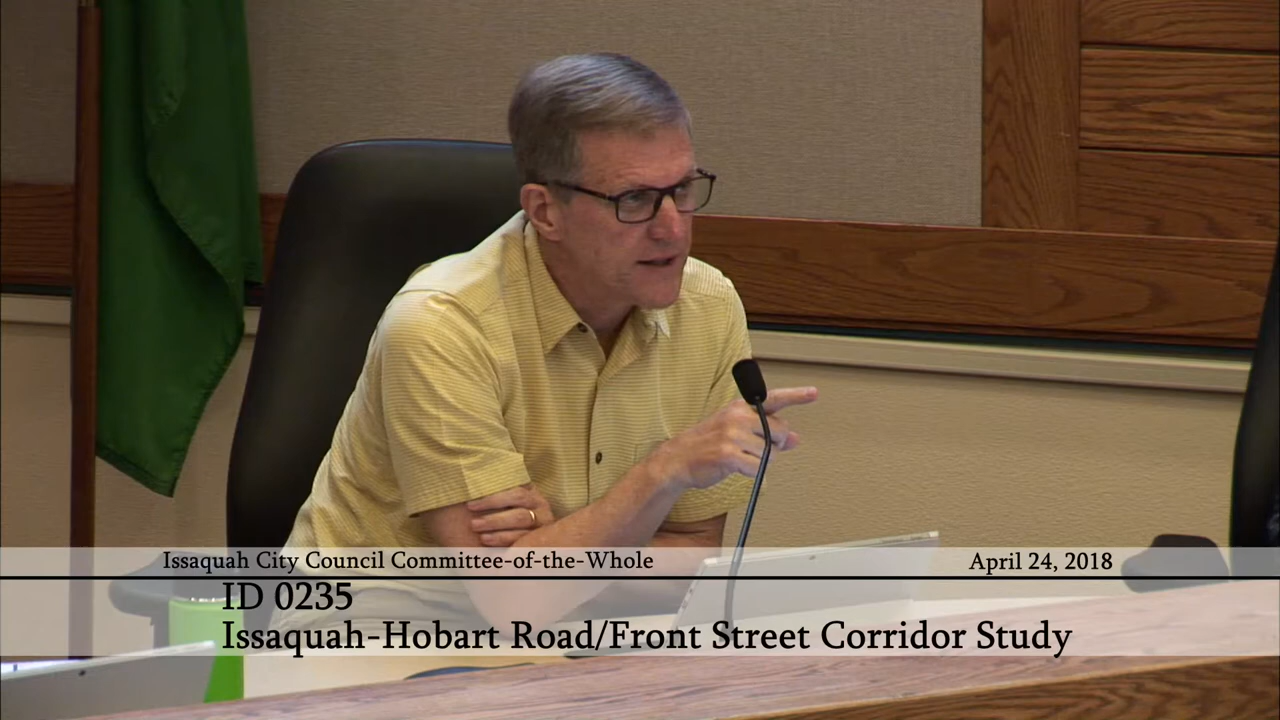 Issaquah City Council Committee-of-the-Whole April 24, 2018
ID 0235
Issaquah-Hobart Road/Front Street Corridor Study